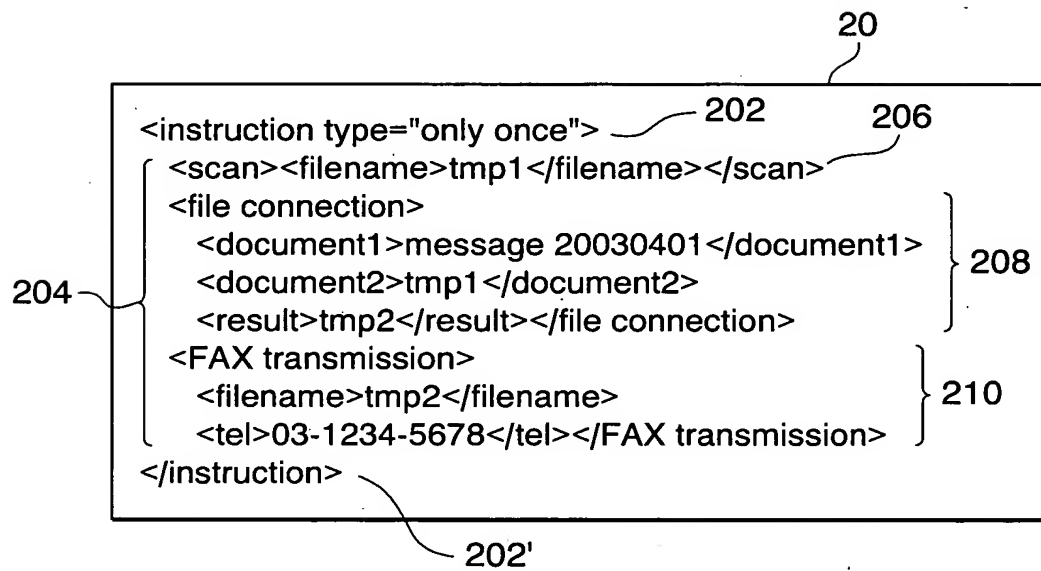 20
<instruction type="only once"> 202
206
<scan><filename>tmp1</filename></scan>
<file connection>
<document1>message 20030401</document1>
208
204
<document2>tmp1</document2>
<result>tmp2</result></file connection>
<FAX transmission>
<filename>tmp2</filename>
210
<tel>03-1234-5678</tel></FAX transmission>
</instruction>
202'